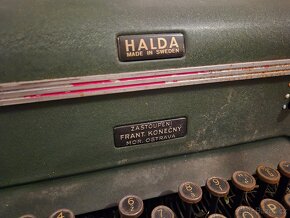 HALDA
MADE IN SWEDEN
ZASTOUPENÍ
FRANT. KONEČNÝ
MOR. OSTRAVA